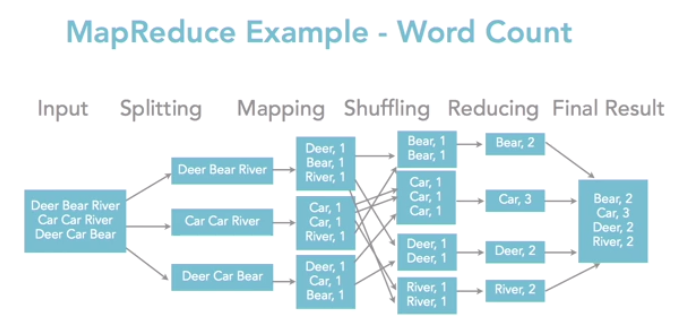 MapReduce Example - Word Count
Input
Splitting
Mapping
Shuffling
Reducing
Final Result
Deer Bear River
Car Car River
Deer Car Bear
Deer Bear River
Car Car River
Deer Car Bear
Deer, 1
Bear, 1
River, 1
Car, 1
Car, 1
River, 1
Deer, 1
Car, 1
Bear, 1
Bear, 1
Bear, 1
Car, 1
Car, 1
Car, 1
Deer, 1
Deer, 1
River, 1
River, 1
Bear, 2
Car, 3
Deer, 2
River, 2
Bear, 2
Car, 3
Deer, 2
River, 2